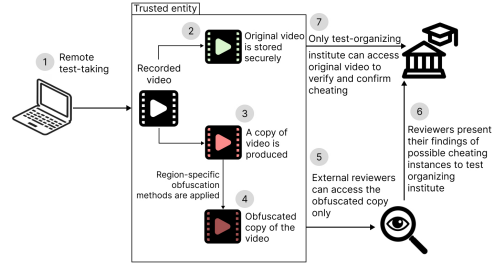 Trusted entity
1
Remote
test-taking
Recorded
video
2
Original video
is stored
securely
3
A copy of
video is
produced
Region-specific
obfuscation
methods are applied
4
Obfuscated
copy of the
video
5
External reviewers
can access the
obfuscated copy
only
6
Reviewers present
their findings of
possible cheating
instances to test
organizing
institute
7
Only test-organizing
institute can access
original video to
verify and confirm
cheating